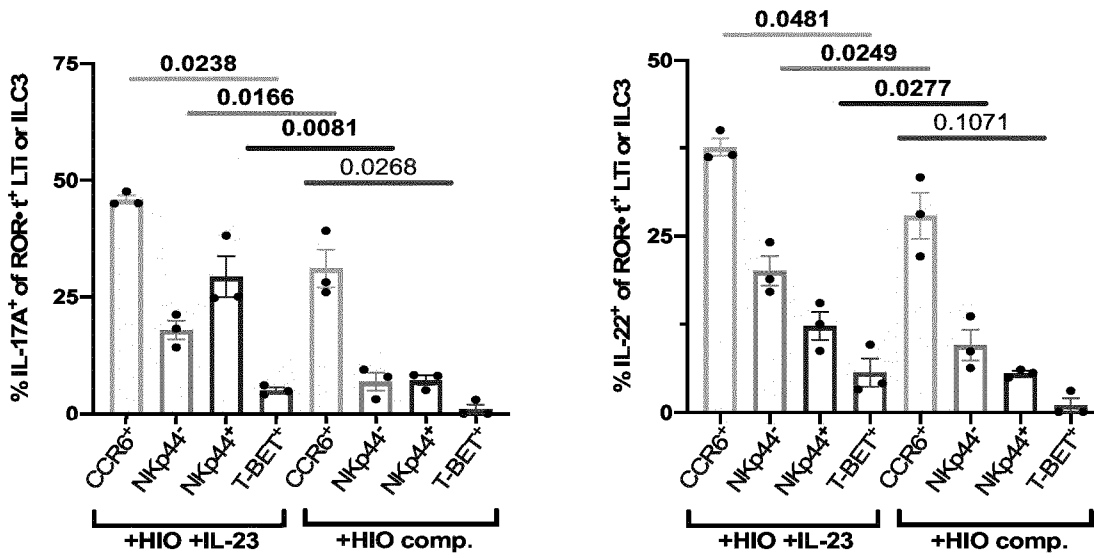 % IL-17A⁺ of ROR•t⁺ LTi or ILC3
75
50
25
0
0.0238
0.0166
0.0081
0.0268
CCR6⁺
NKp44⁻
NKp44⁺
T-BET⁺
CCR6⁺
NKp44⁻
NKp44⁺
T-BET⁺
+HIO +IL-23
+HIO comp.
% IL-22⁺ of ROR•t⁺ LTi or ILC3
50
25
0
0.0481
0.0249
0.0277
0.1071
CCR6⁺
NKp44⁻
NKp44⁺
T-BET⁺
CCR6⁺
NKp44⁻
NKp44⁺
T-BET⁺
+HIO +IL-23
+HIO comp.